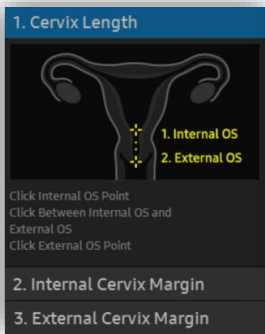 1. Cervix Length
1. Internal OS
2. External OS
Click Internal OS Point
Click Between Internal OS and
External OS
Click External OS Point
2. Internal Cervix Margin
3. External Cervix Margin